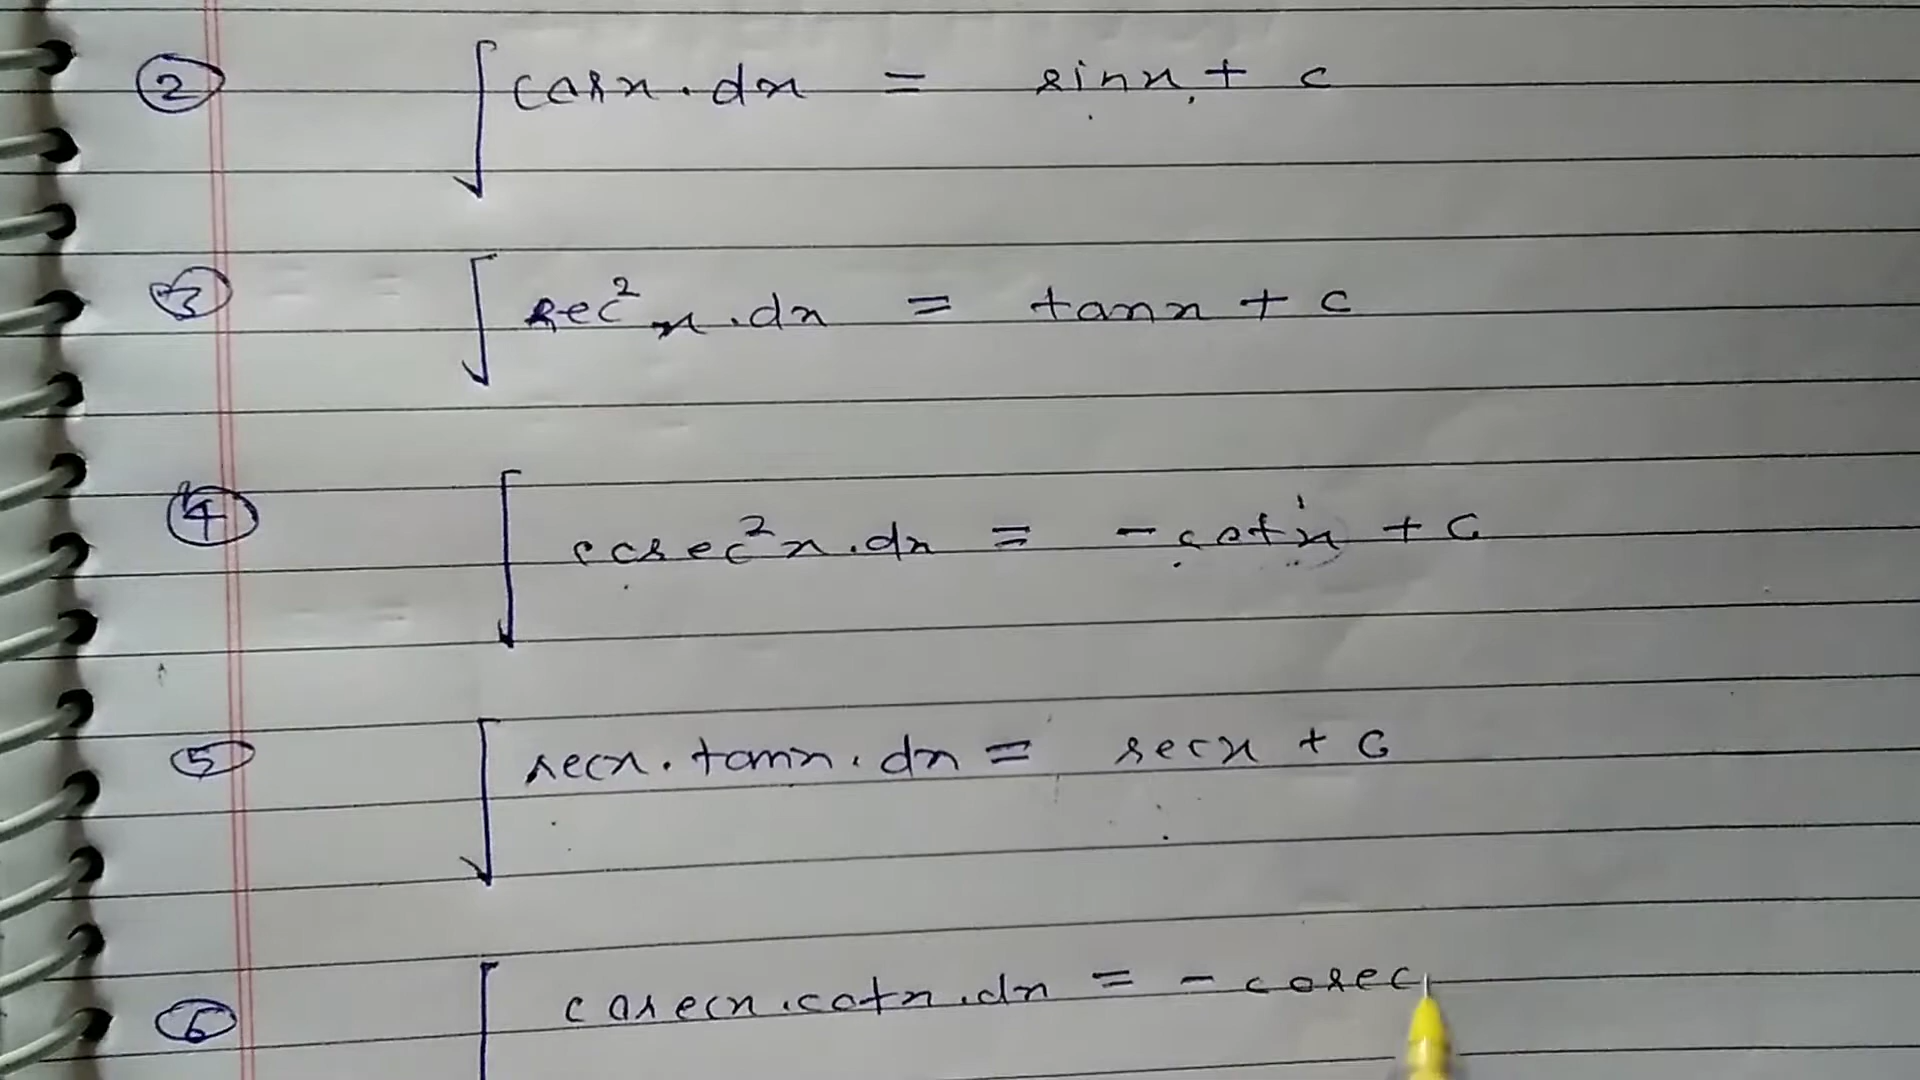 ② ∫ cosx . dx = sinx + c
③ ∫ sec²x . dx = tanx + c
④ ∫ cosec²x . dx = - cotx + c
⑤ ∫ secx . tanx . dx = secx + c
⑥ ∫ cosecx . cotx . dx = - cosec